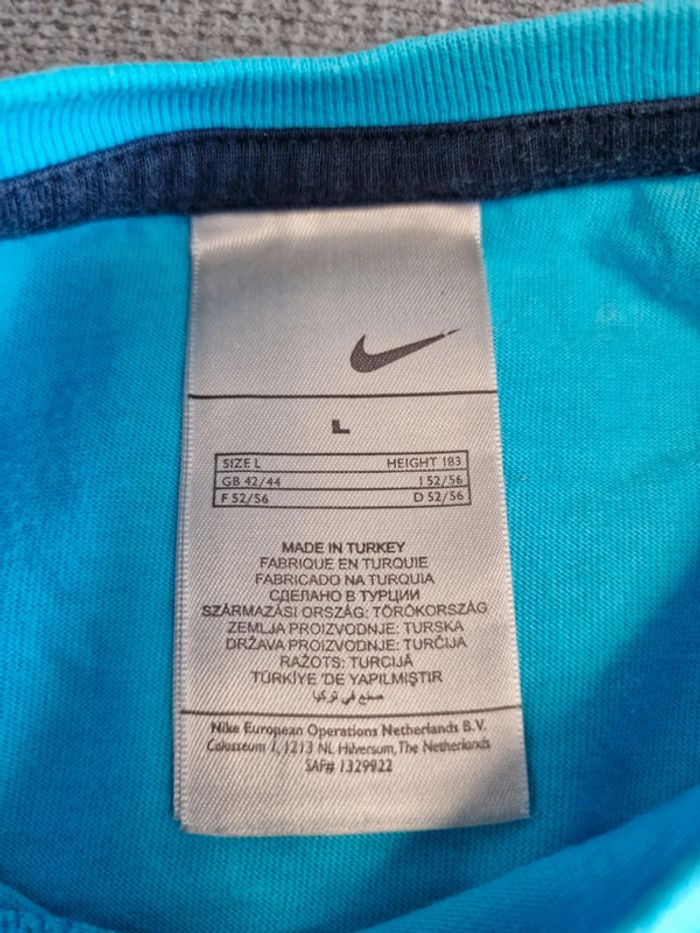 L
SIZE L HEIGHT 183
GB 42/44 I 52/56
F 52/56 D 52/56
MADE IN TURKEY
FABRIQUE EN TURQUIE
FABRICADO NA TURQUIA
СДЕЛАНО В ТУРЦИИ
SZÁRMAZÁSI ORSZÁG: TÖRÖKORSZÁG
ZEMLJA PROIZVODNJE: TURSKA
DRŽAVA PROIZVODNJE: TURČIJA
RAŽOTS: TURCIJĀ
TÜRKİYE 'DE YAPILMIŞTIR
صنع في تركيا
Nike European Operations Netherlands B.V.
Colosseum 1, 1213 NL Hilversum, The Netherlands
SAF# 1329922